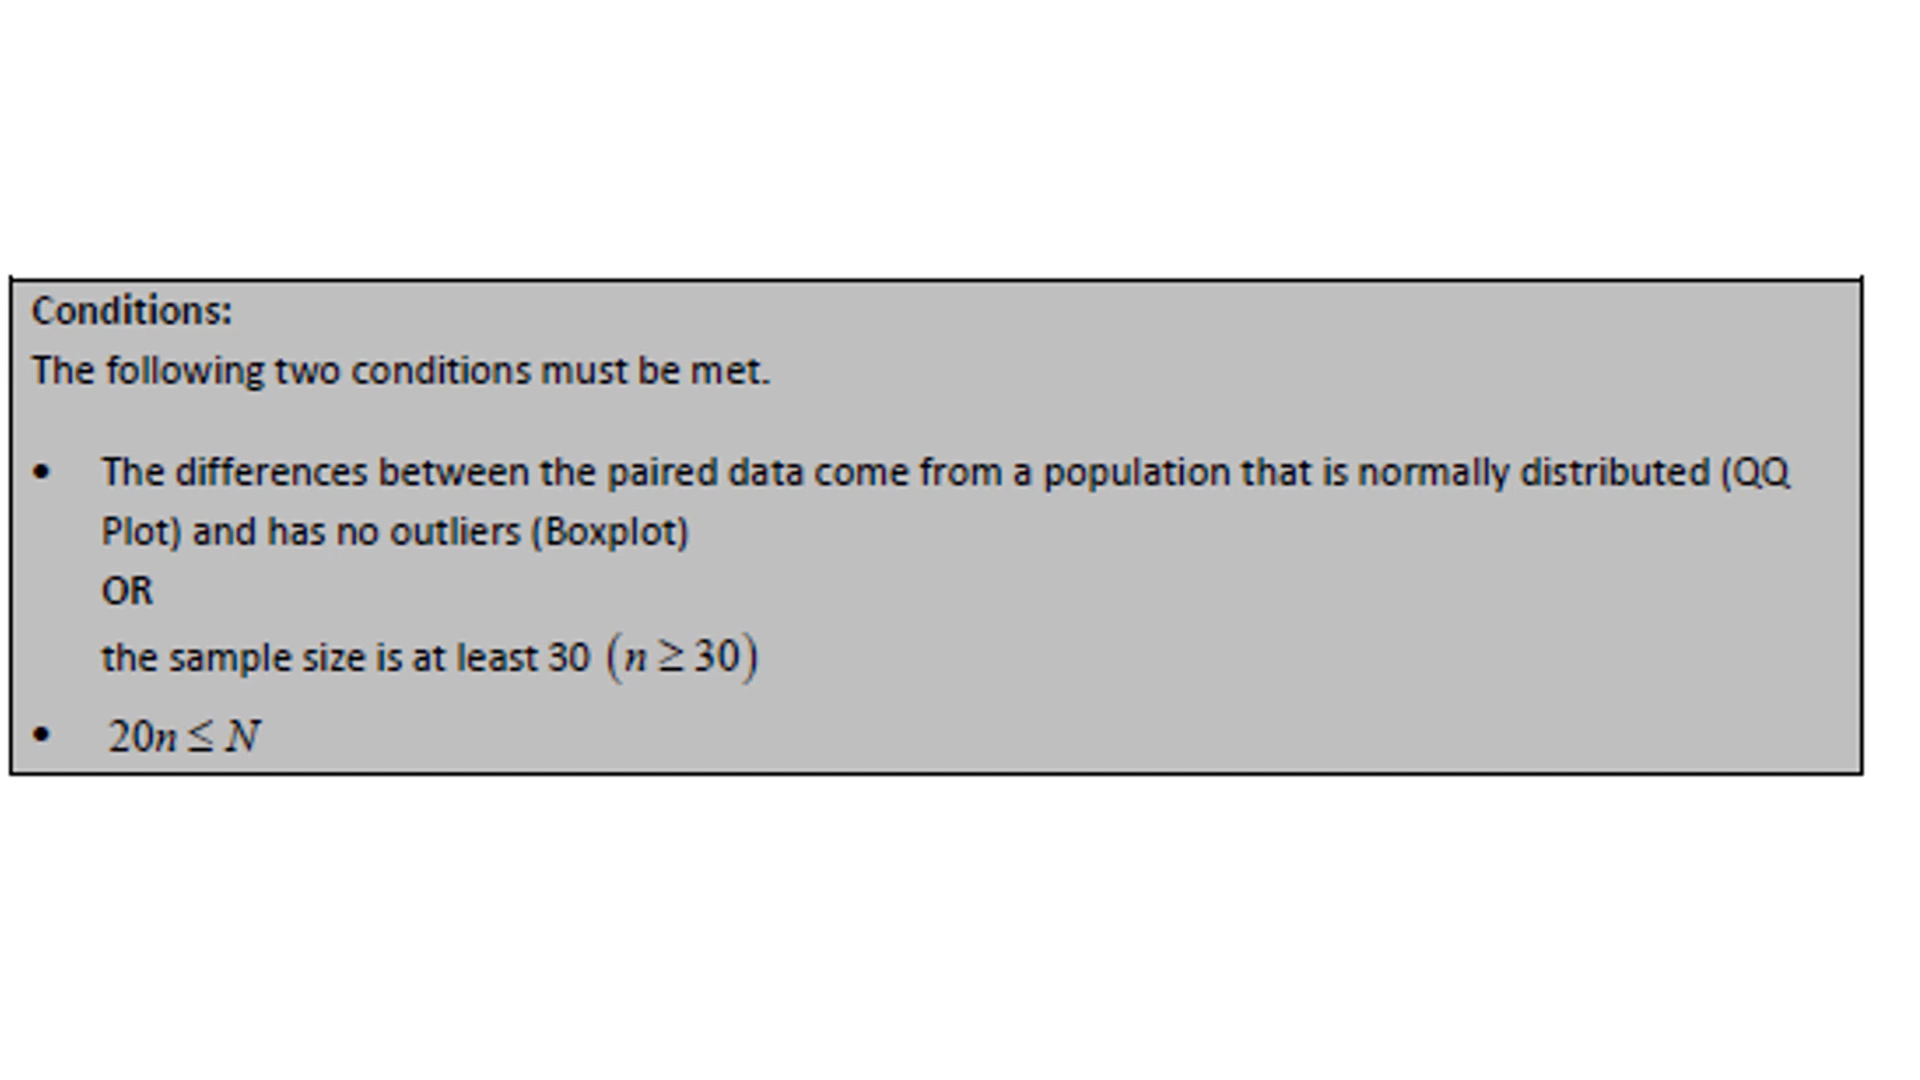 Conditions:
The following two conditions must be met.
• The differences between the paired data come from a population that is normally distributed (QQ
Plot) and has no outliers (Boxplot)
OR
the sample size is at least 30 (n ≥ 30)
• 20n ≤ N